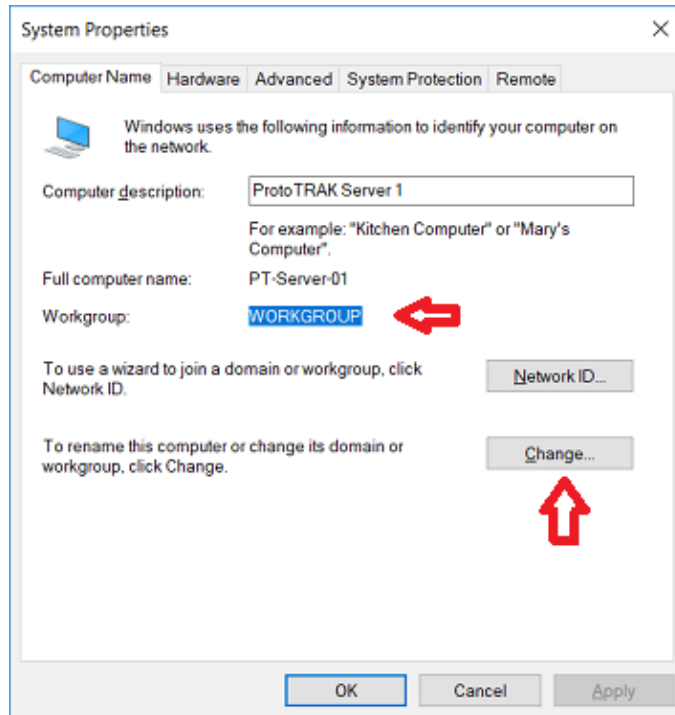 System Properties
Computer Name Hardware Advanced System Protection Remote
Windows uses the following information to identify your computer on
the network.
Computer description: ProtoTRAK Server 1
For example: "Kitchen Computer" or "Mary's
Computer".
Full computer name: PT-Server-01
Workgroup: WORKGROUP
To use a wizard to join a domain or workgroup, click
Network ID.
Network ID...
To rename this computer or change its domain or
workgroup, click Change.
Change...
OK Cancel Apply